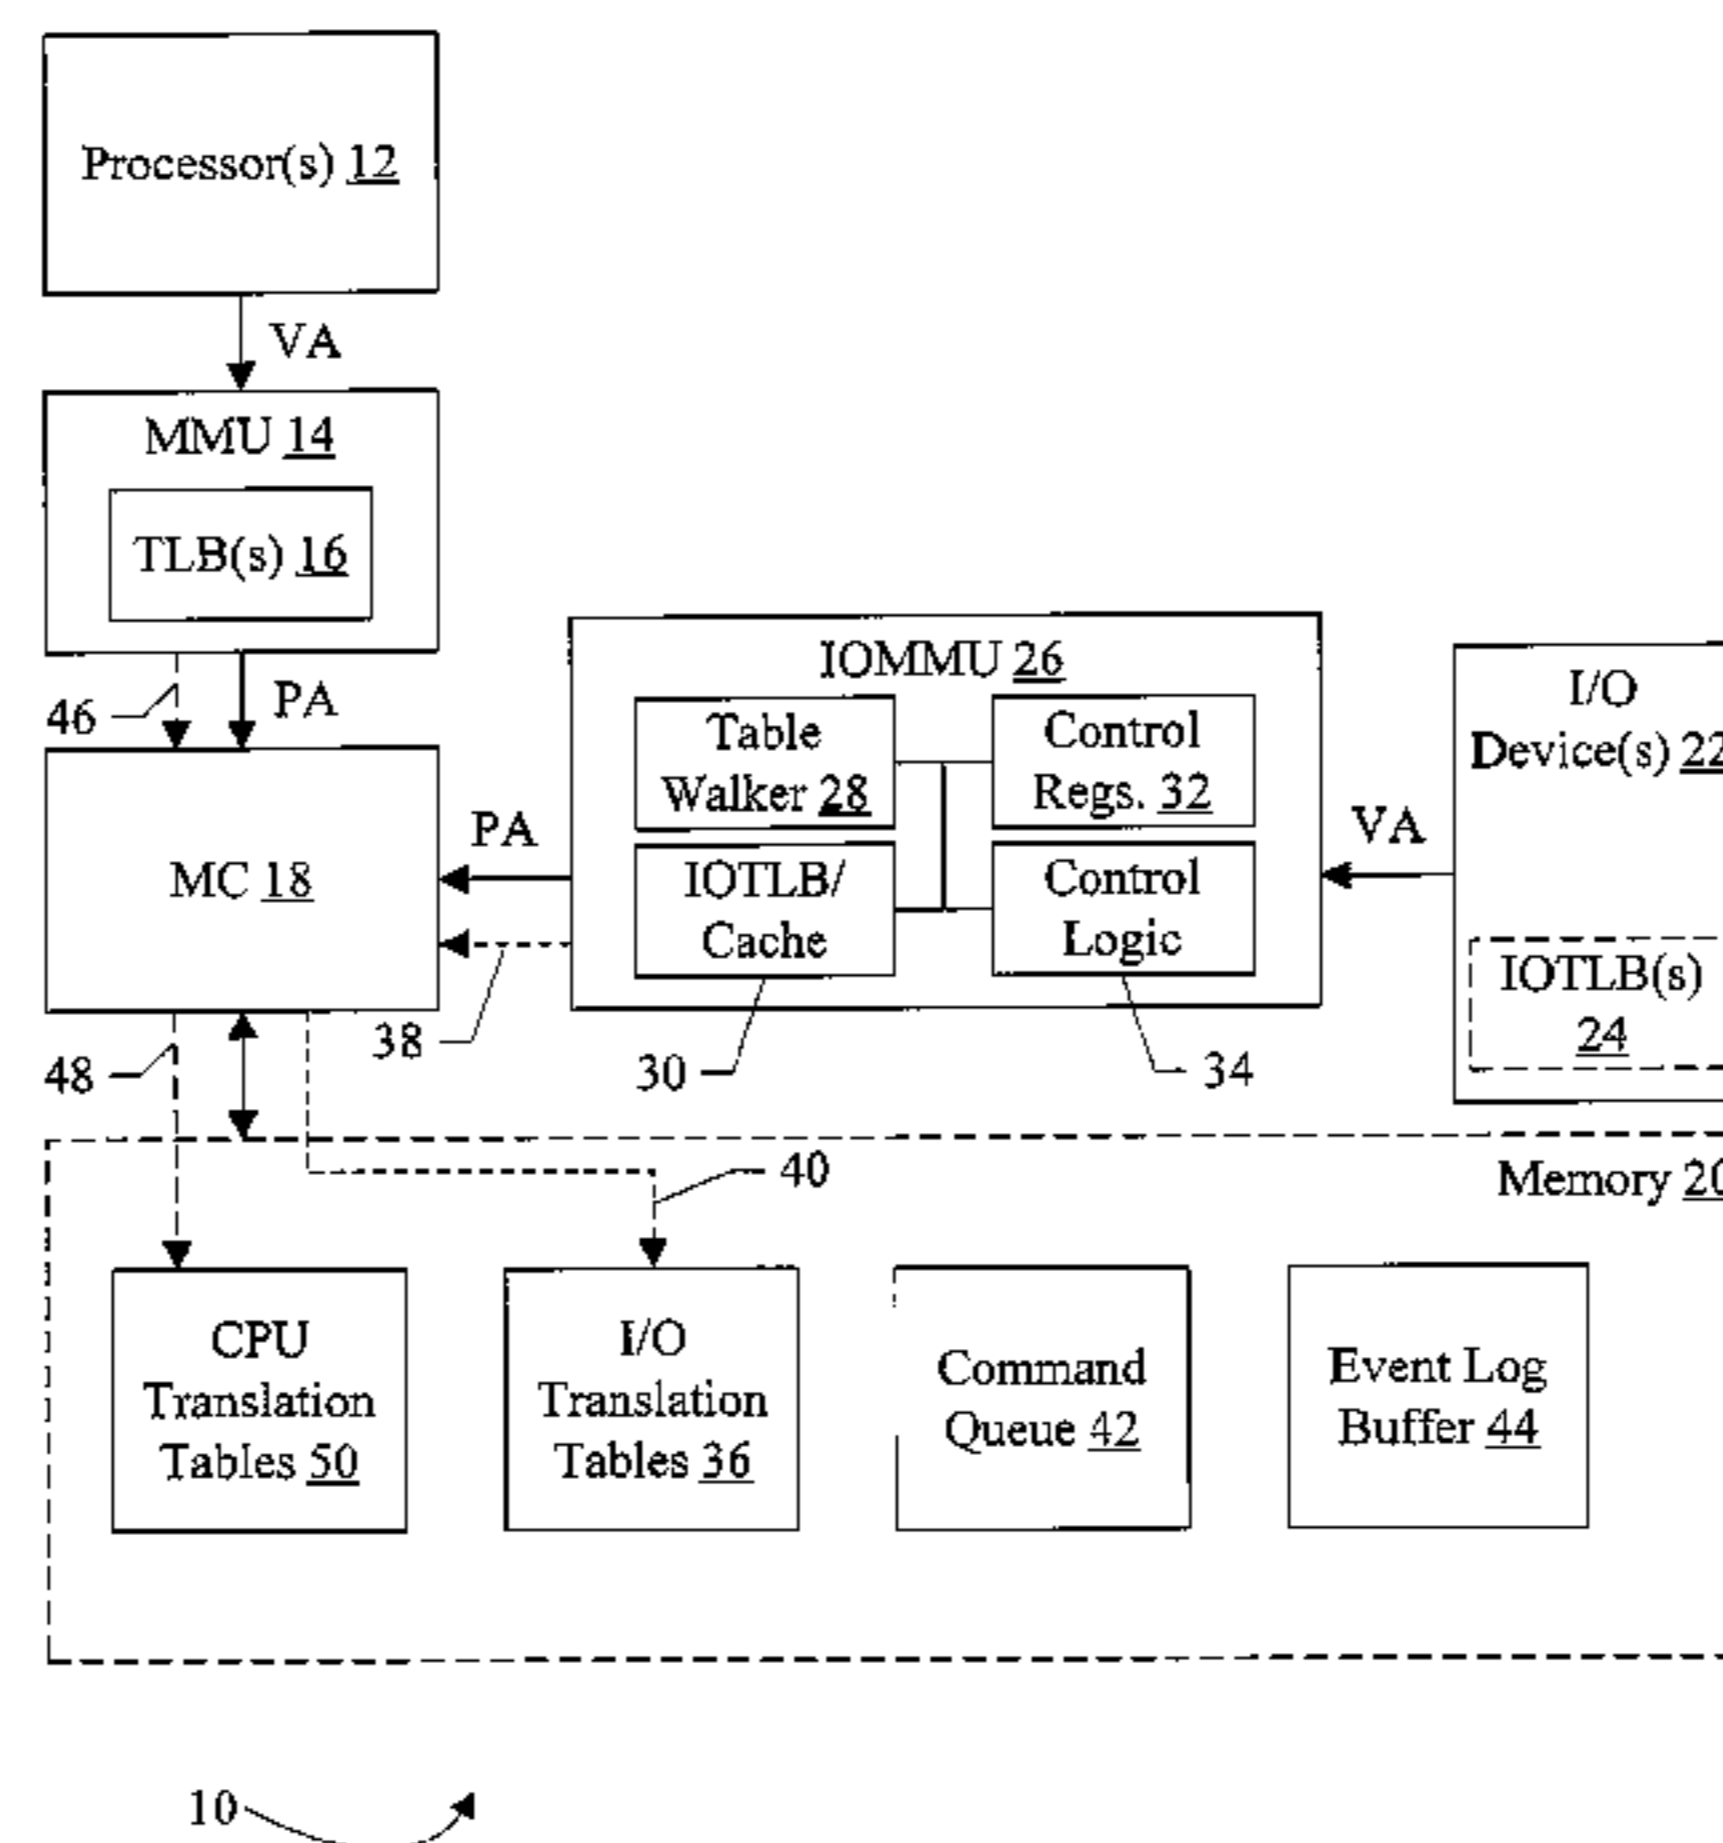 Processor(s) 12
VA
MMU 14
TLB(s) 16
46
PA
MC 18
PA
38
IOMMU 26
Table
Walker 28
Control
Regs. 32
IOTLB/
Cache
Control
Logic
30
34
VA
I/O
Device(s) 22
IOTLB(s)
24
48
40
Memory 20
CPU
Translation
Tables 50
I/O
Translation
Tables 36
Command
Queue 42
Event Log
Buffer 44
10